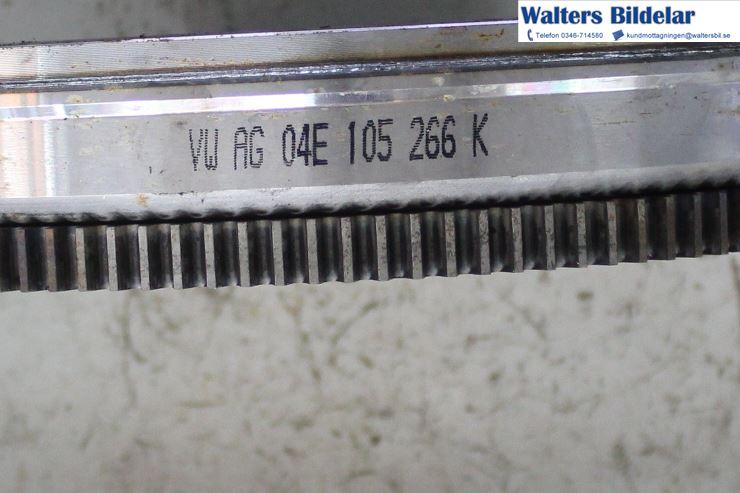 Walters Bildelar
Telefon 0346-714580 kundmottagningen@waltersbil.se
VW AG 04E 105 266 K